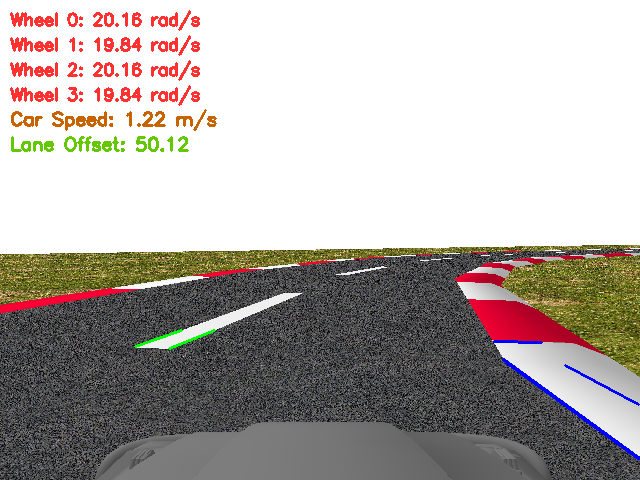 Wheel 0: 20.16 rad/s
Wheel 1: 19.84 rad/s
Wheel 2: 20.16 rad/s
Wheel 3: 19.84 rad/s
Car Speed: 1.22 m/s
Lane Offset: 50.12